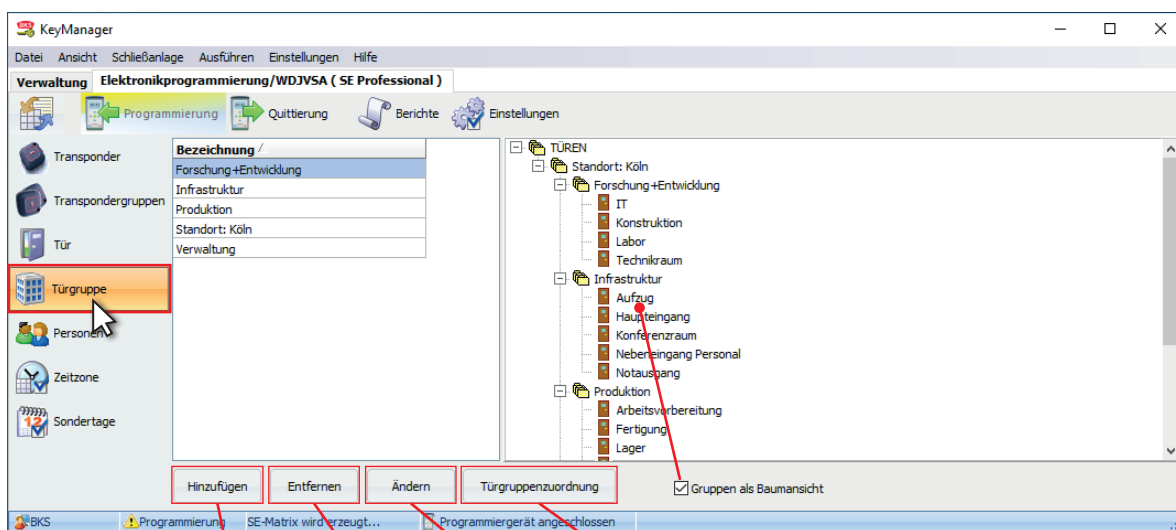 BKS KeyManager
Datei Ansicht Schließanlage Ausführen Einstellungen Hilfe
Verwaltung Elektronikprogrammierung/WDJVSA ( SE Professional )
Programmierung Quittierung Berichte Einstellungen
Transponder
Transpondergruppen
Tür
Türgruppe
Personen
Zeitzone
12 Sondertage
Bezeichnung
Forschung+Entwicklung
Infrastruktur
Produktion
Standort: Köln
Verwaltung
TÜREN
Standort: Köln
Forschung+Entwicklung
IT
Konstruktion
Labor
Technikraum
Infrastruktur
Aufzug
Haupteingang
Konferenzraum
Nebeneingang Personal
Notausgang
Produktion
Arbeitsvorbereitung
Fertigung
Lager
Hinzufügen Entfernen Ändern Türgruppenzuordnung Gruppen als Baumansicht
BKS Programmierung SE-Matrix wird erzeugt... Programmiergerät angeschlossen